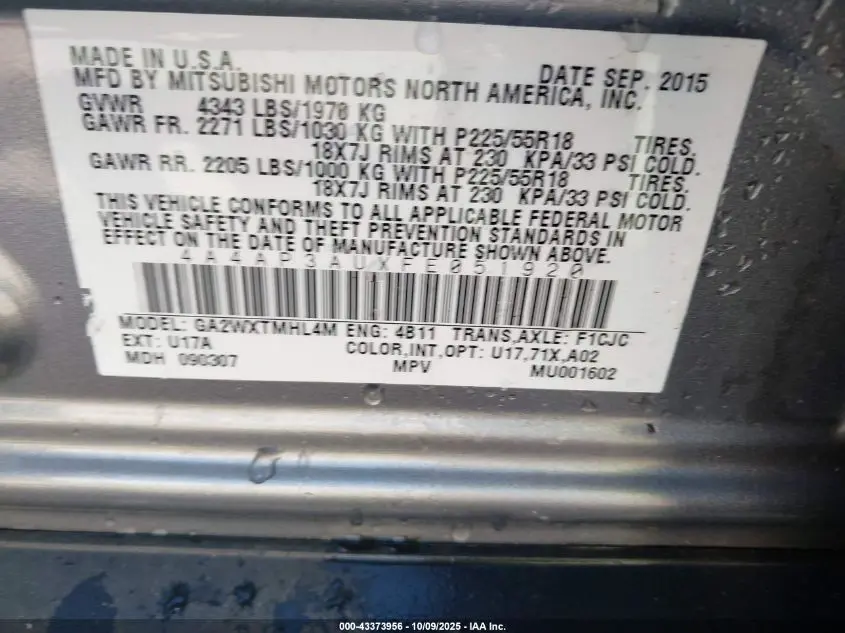 MADE IN U.S.A. DATE SEP. 2015
MFD BY MITSUBISHI MOTORS NORTH AMERICA, INC.
GVWR 4343 LBS/1970 KG
GAWR FR. 2271 LBS/1030 KG WITH P225/55R18 TIRES.
18X7J RIMS AT 230 KPA/33 PSI COLD.
GAWR RR. 2205 LBS/1000 KG WITH P225/55R18 TIRES.
18X7J RIMS AT 230 KPA/33 PSI COLD.
THIS VEHICLE CONFORMS TO ALL APPLICABLE FEDERAL MOTOR
VEHICLE SAFETY AND THEFT PREVENTION STANDARDS IN
EFFECT ON THE DATE OF MANUFACTURE SHOWN ABOVE.
4A4AP3AUXFE051920
MODEL: GA2WXTMHL4M ENG: 4B11 TRANS,AXLE: F1CJC
EXT: U17A COLOR,INT,OPT: U17,71X,A02
MDH 090307 MPV MU001602
000-43373956 - 10/09/2025 - IAA Inc.